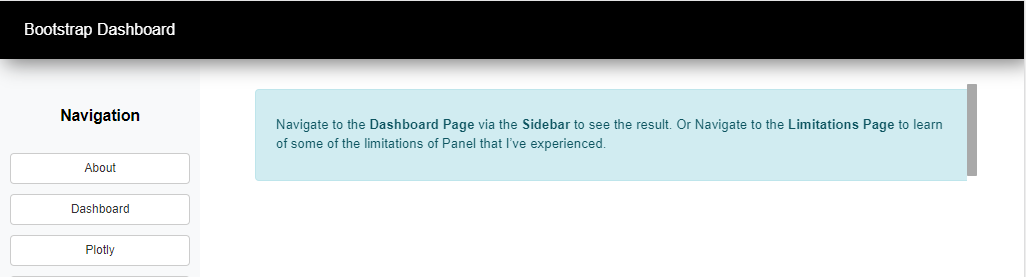 Bootstrap Dashboard
Navigation
About
Dashboard
Plotly
Navigate to the Dashboard Page via the Sidebar to see the result. Or Navigate to the Limitations Page to learn
of some of the limitations of Panel that I've experienced.